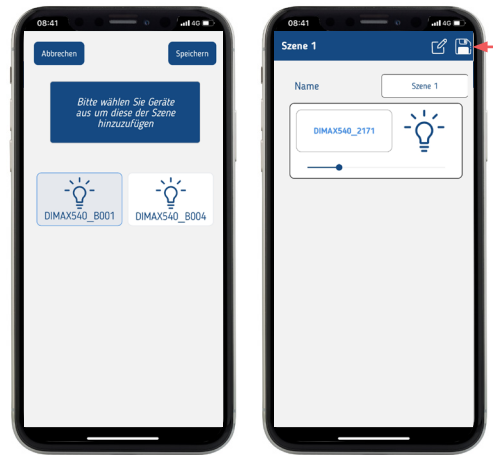 08:41
4G
Abbrechen
Speichern
Bitte wählen Sie Geräte
aus um diese der Szene
hinzuzufügen
DIMAX540_B001
DIMAX540_B004
08:41
4G
Szene 1
Name
Szene 1
DIMAX540_2171